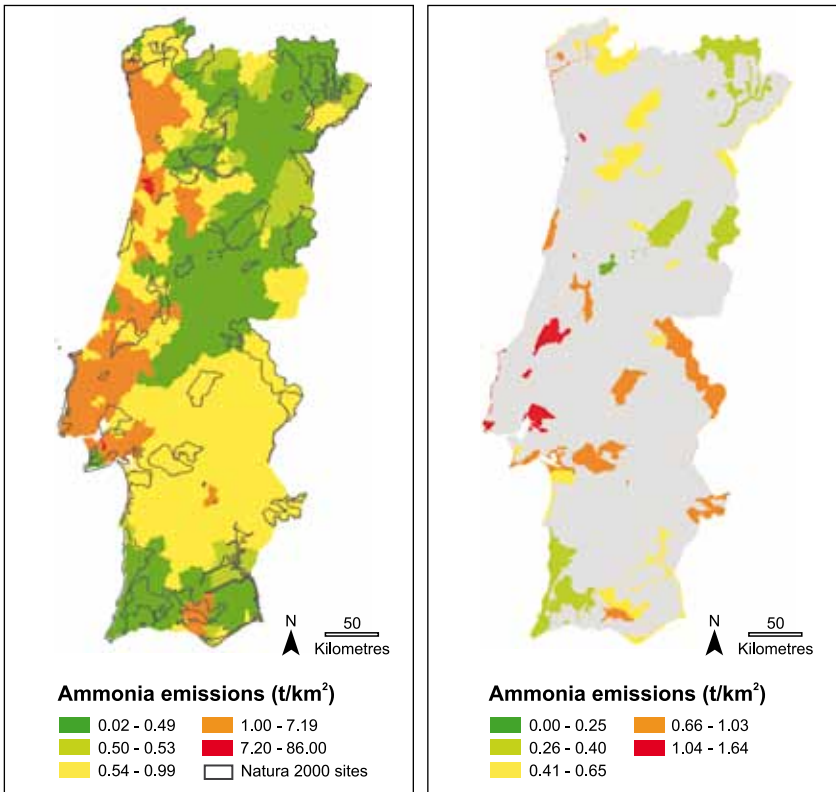 N
50
Kilometres
Ammonia emissions (t/km²)
0.02 - 0.49
0.50 - 0.53
0.54 - 0.99
1.00 - 7.19
7.20 - 86.00
Natura 2000 sites
N
50
Kilometres
Ammonia emissions (t/km²)
0.00 - 0.25
0.26 - 0.40
0.41 - 0.65
0.66 - 1.03
1.04 - 1.64